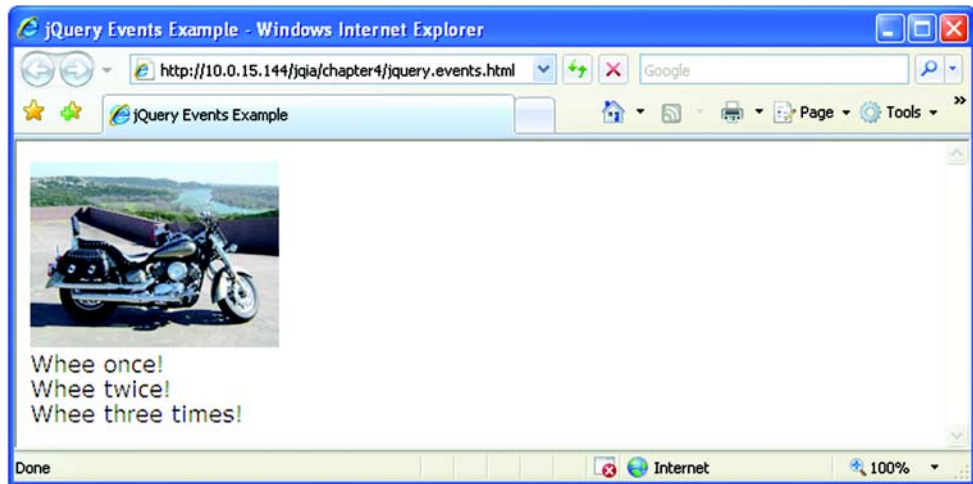 jQuery Events Example - Windows Internet Explorer
http://10.0.15.144/jqia/chapter4/jquery.events.html
Google
jQuery Events Example
Page
Tools
Whee once!
Whee twice!
Whee three times!
Done
Internet
100%